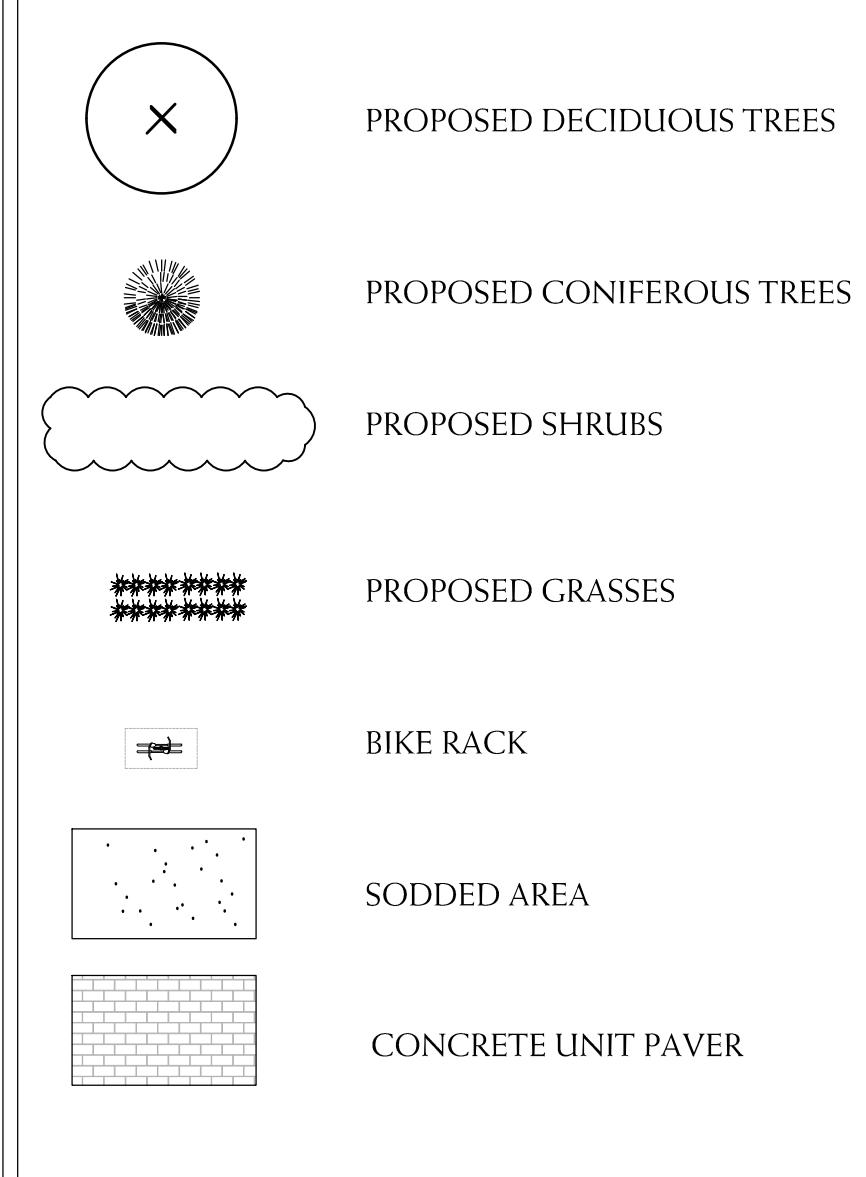 PROPOSED DECIDUOUS TREES
PROPOSED CONIFEROUS TREES
PROPOSED SHRUBS
PROPOSED GRASSES
BIKE RACK
SODDED AREA
CONCRETE UNIT PAVER